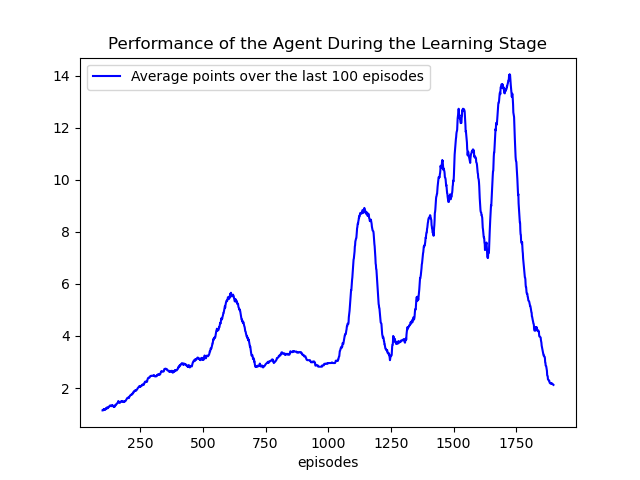 Performance of the Agent During the Learning Stage
Average points over the last 100 episodes
14
12
10
8
6
4
2
250 500 750 1000 1250 1500 1750
episodes